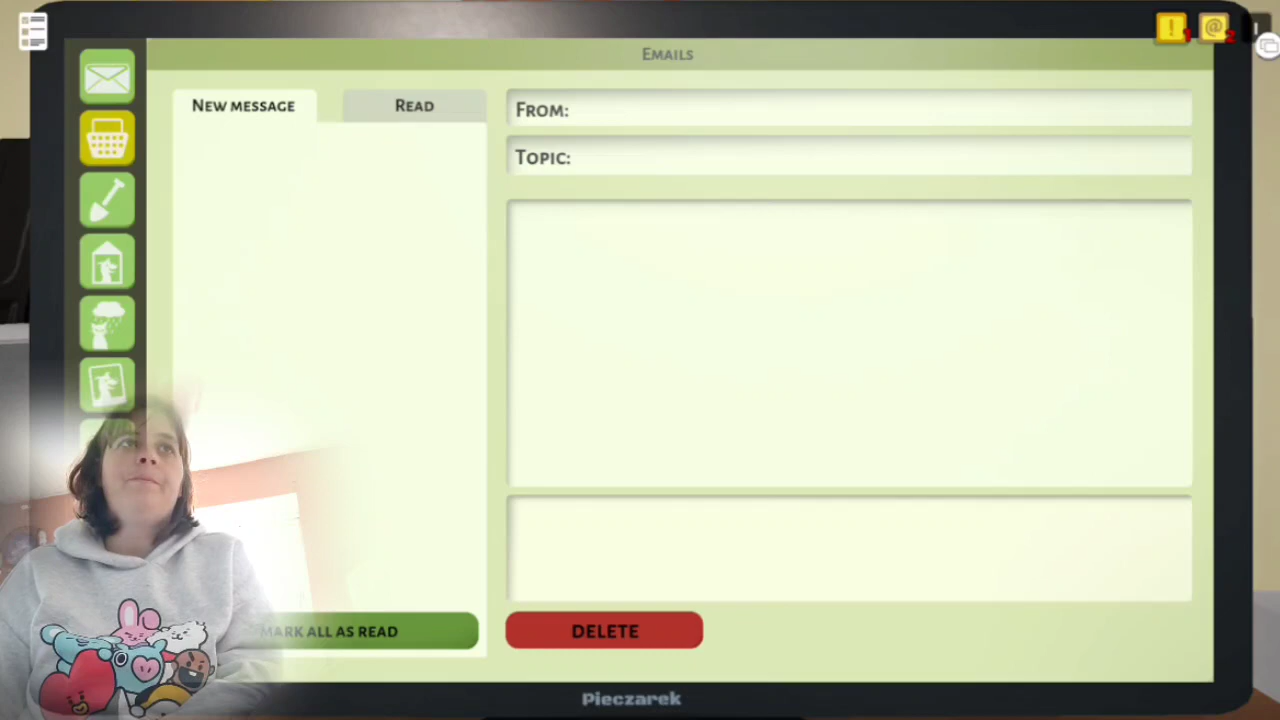 EMAILS
NEW MESSAGE
READ
FROM:
TOPIC:
MARK ALL AS READ
DELETE
Pieczarek